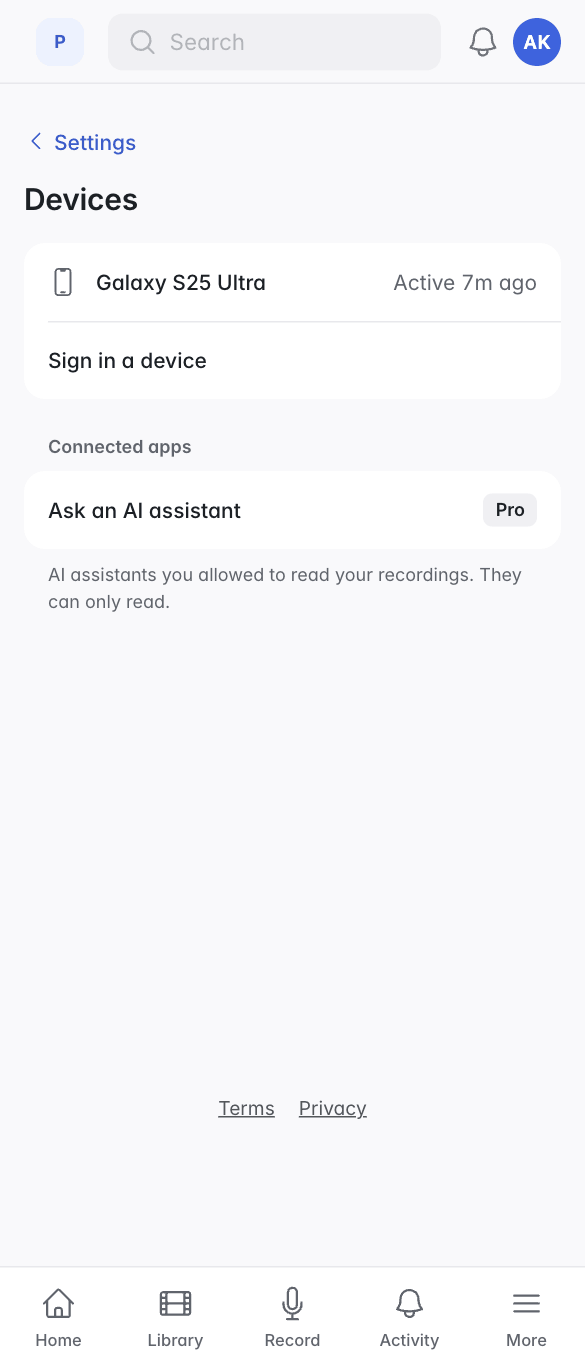 P
Search
AK
Settings
Devices
Galaxy S25 Ultra Active 7m ago
Sign in a device
Connected apps
Ask an AI assistant Pro
AI assistants you allowed to read your recordings. They
can only read.
Terms Privacy
Home Library Record Activity More